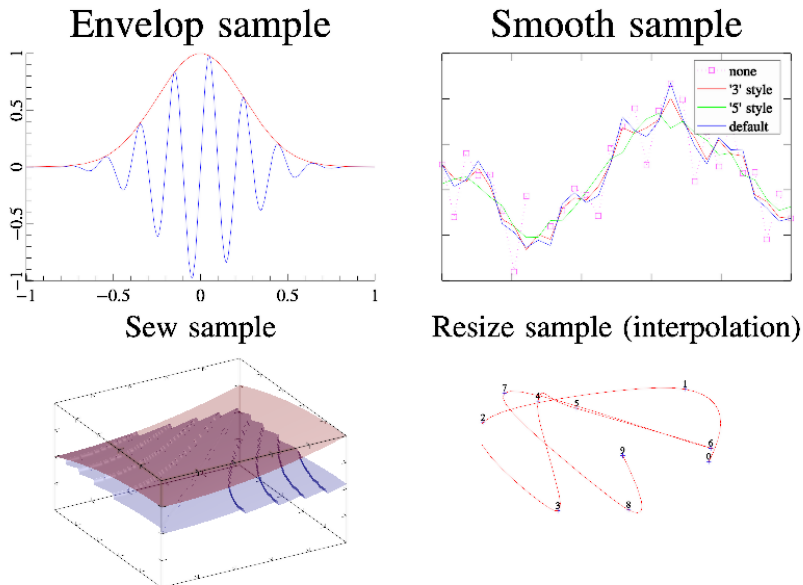 Envelop sample
Smooth sample
1
0.5
0
−0.5
−1
−1
−0.5
0
0.5
1
none
'3' style
'5' style
default
Sew sample
Resize sample (interpolation)
7
1
4
5
2
6
9
0
3
8